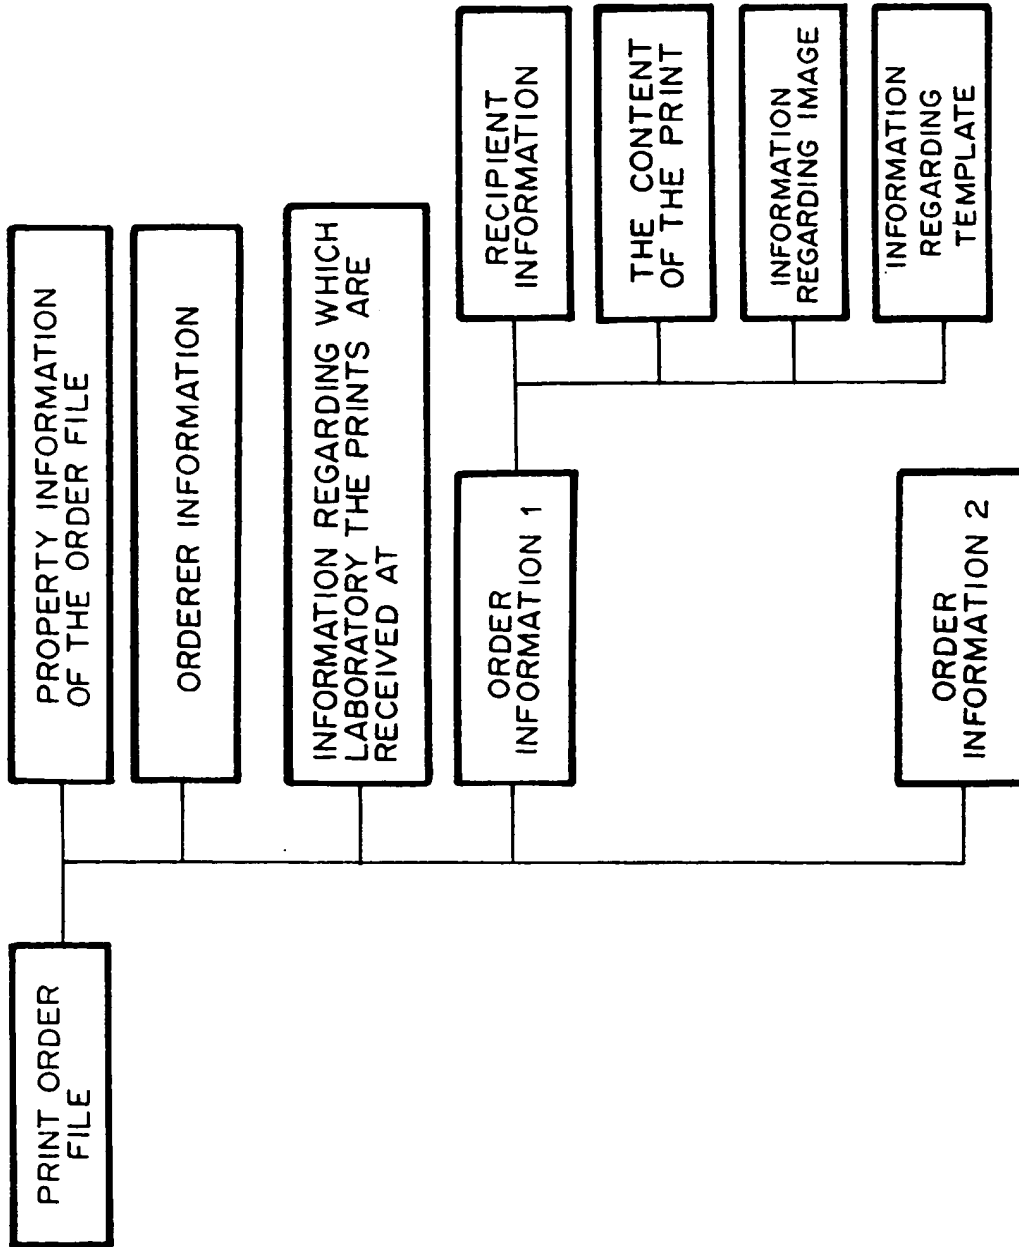 PRINT ORDER
FILE
PROPERTY INFORMATION
OF THE ORDER FILE
ORDERER INFORMATION
INFORMATION REGARDING WHICH
LABORATORY THE PRINTS ARE
RECEIVED AT
ORDER
INFORMATION 1
RECIPIENT
INFORMATION
THE CONTENT
OF THE PRINT
INFORMATION
REGARDING IMAGE
INFORMATION
REGARDING
TEMPLATE
ORDER
INFORMATION 2